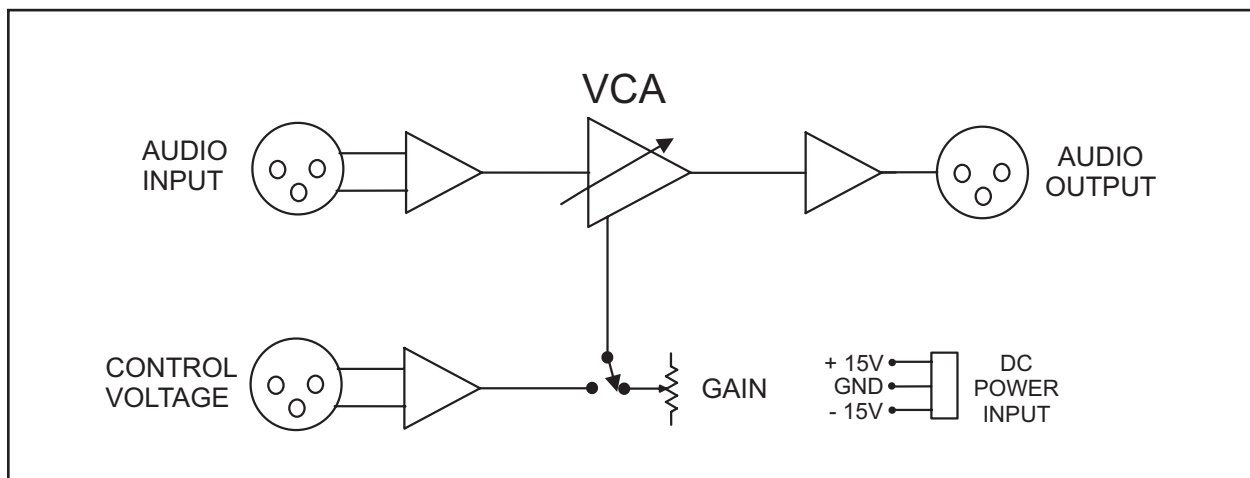 VCA
AUDIO
INPUT
AUDIO
OUTPUT
CONTROL
VOLTAGE
GAIN
+ 15V
GND
- 15V
DC
POWER
INPUT